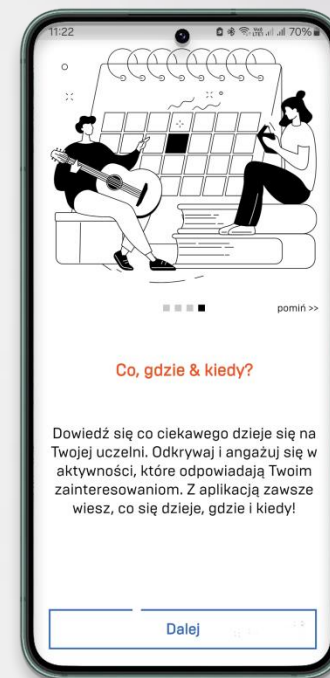 11:22
70%
pomiń >>
Co, gdzie & kiedy?
Dowiedź się co ciekawego dzieje się na
Twojej uczelni. Odkrywaj i angażuj się w
aktywności, które odpowiadają Twoim
zainteresowaniom. Z aplikacją zawsze
wiesz, co się dzieje, gdzie i kiedy!
Dalej